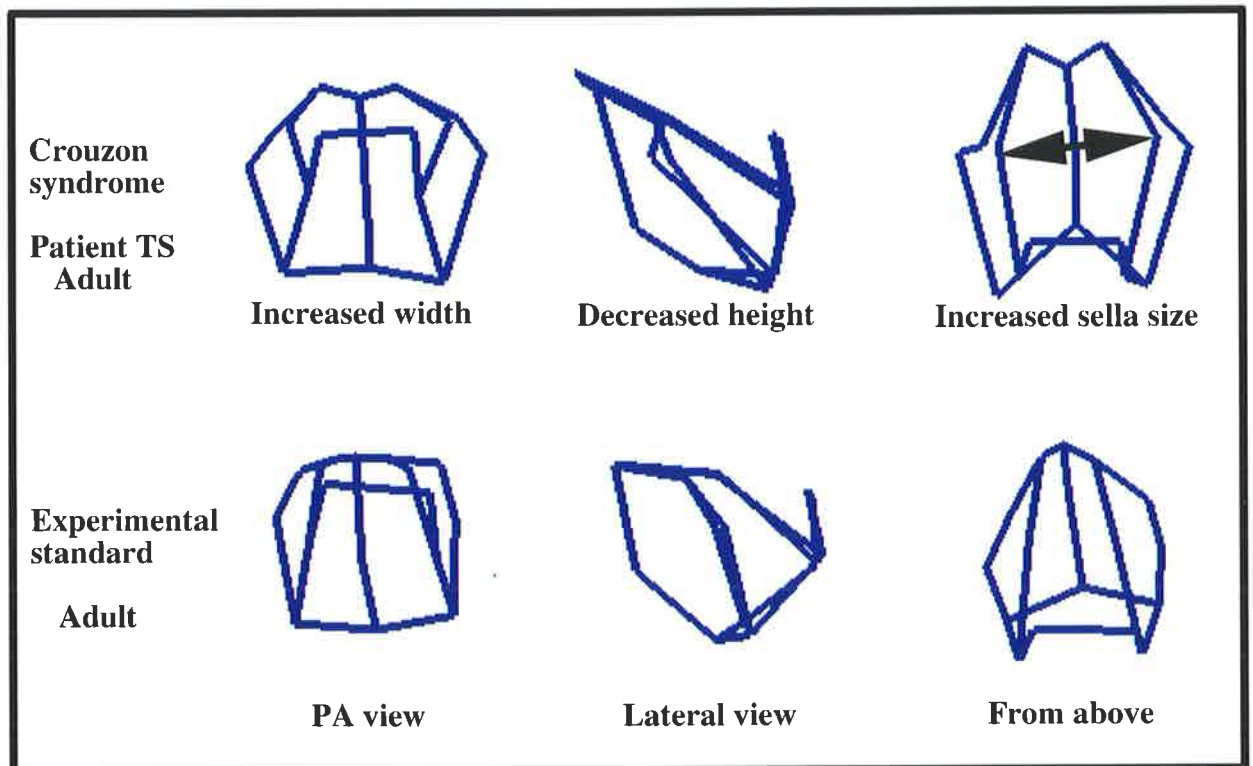 Crouzon
syndrome
Patient TS
Adult
Increased width
Decreased height
Increased sella size
Experimental
standard
Adult
PA view
Lateral view
From above